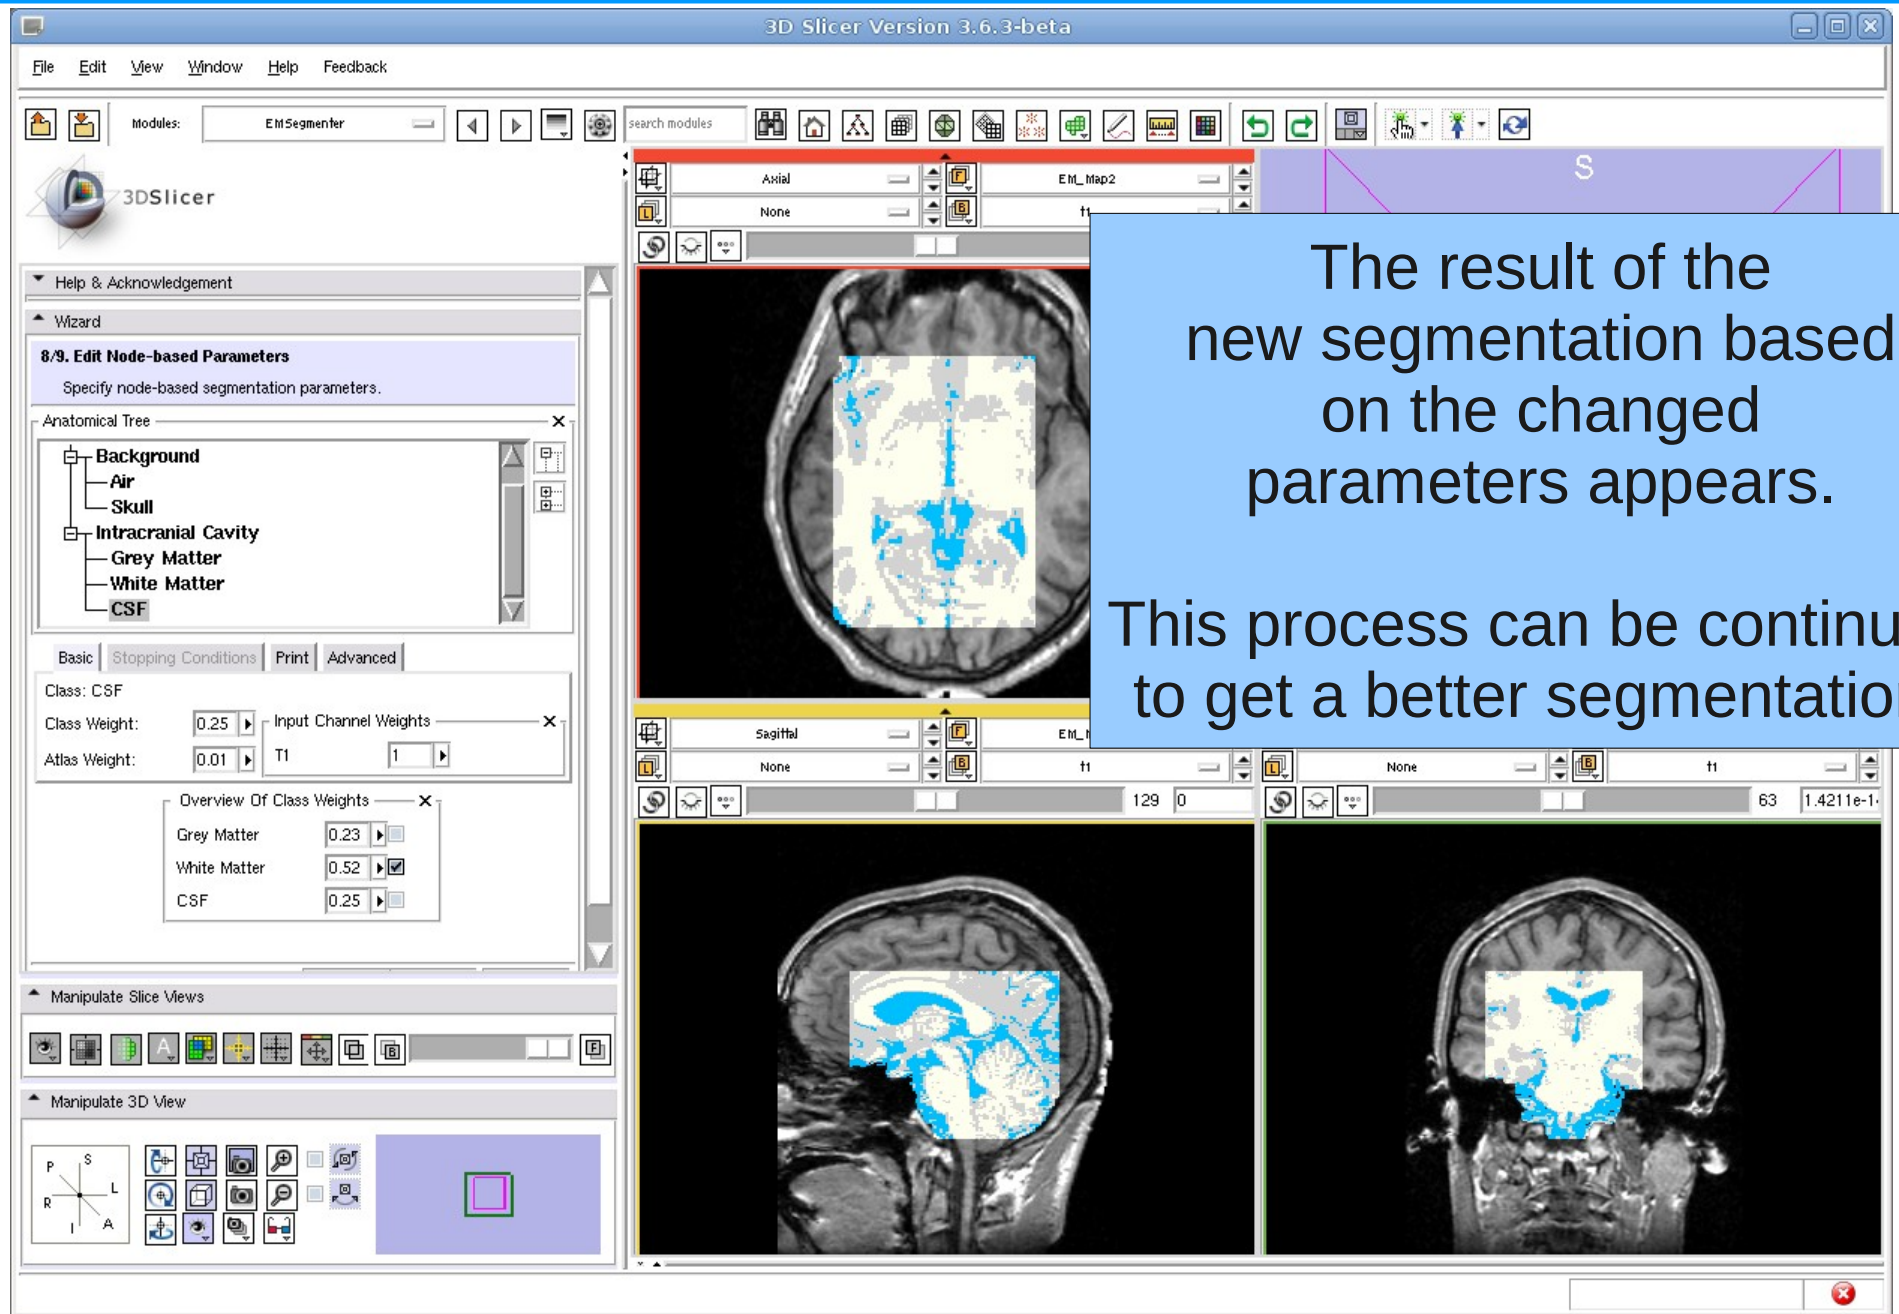 3D Slicer Version 3.6.3-beta
File Edit View Window Help Feedback
Modules: EMSegmenter search modules
3DSlicer
Help & Acknowledgement
Wizard
8/9. Edit Node-based Parameters
Specify node-based segmentation parameters.
Anatomical Tree
Background
Air
Skull
Intracranial Cavity
Grey Matter
White Matter
CSF
Basic Stopping Conditions Print Advanced
Class: CSF
Class Weight: 0.25
Atlas Weight: 0.01
Input Channel Weights
T1 1
Overview Of Class Weights
Grey Matter 0.23
White Matter 0.52
CSF 0.25
Manipulate Slice Views
A B F
Manipulate 3D View
P S
R L
I A
Axial F EM_Map2
L None B t1
S
The result of the
new segmentation based
on the changed
parameters appears.
This process can be continu
to get a better segmentation
Sagittal F EM_
L None B t1
129 0
L None B t1
63 1.4211e-1